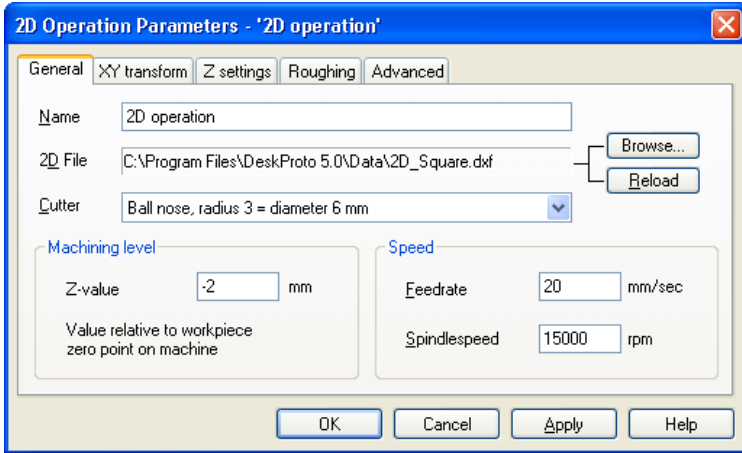 2D Operation Parameters - '2D operation'
General XY transform Z settings Roughing Advanced
Name 2D operation
2D File C:\Program Files\DeskProto 5.0\Data\2D_Square.dxf Browse...
Reload
Cutter Ball nose, radius 3 = diameter 6 mm
Machining level
Z-value -2 mm
Value relative to workpiece
zero point on machine
Speed
Feedrate 20 mm/sec
Spindlespeed 15000 rpm
OK Cancel Apply Help